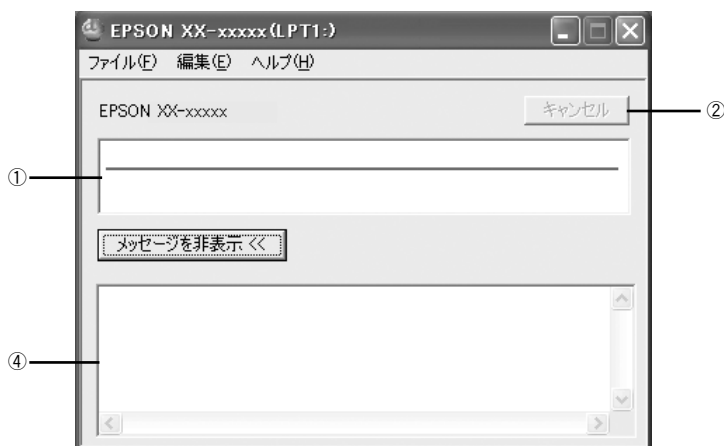 EPSON XX-xxxxx(LPT1:)
ファイル(F) 編集(E) ヘルプ(H)
EPSON XX-xxxxx
キャンセル
②
①
メッセージを非表示 <<
④